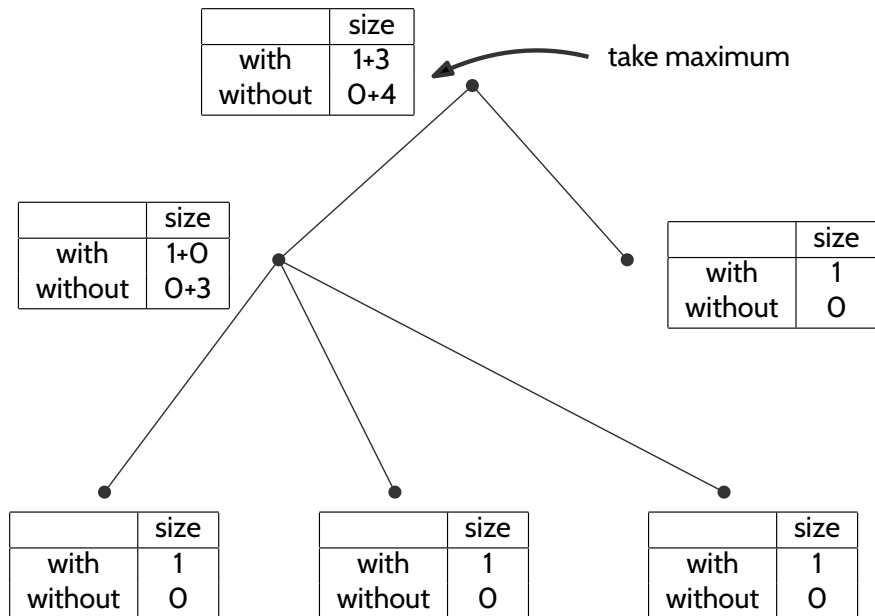 size
with 1+3
without 0+4
take maximum
size
with 1+0
without 0+3
size
with 1
without 0
size
with 1
without 0
size
with 1
without 0
size
with 1
without 0